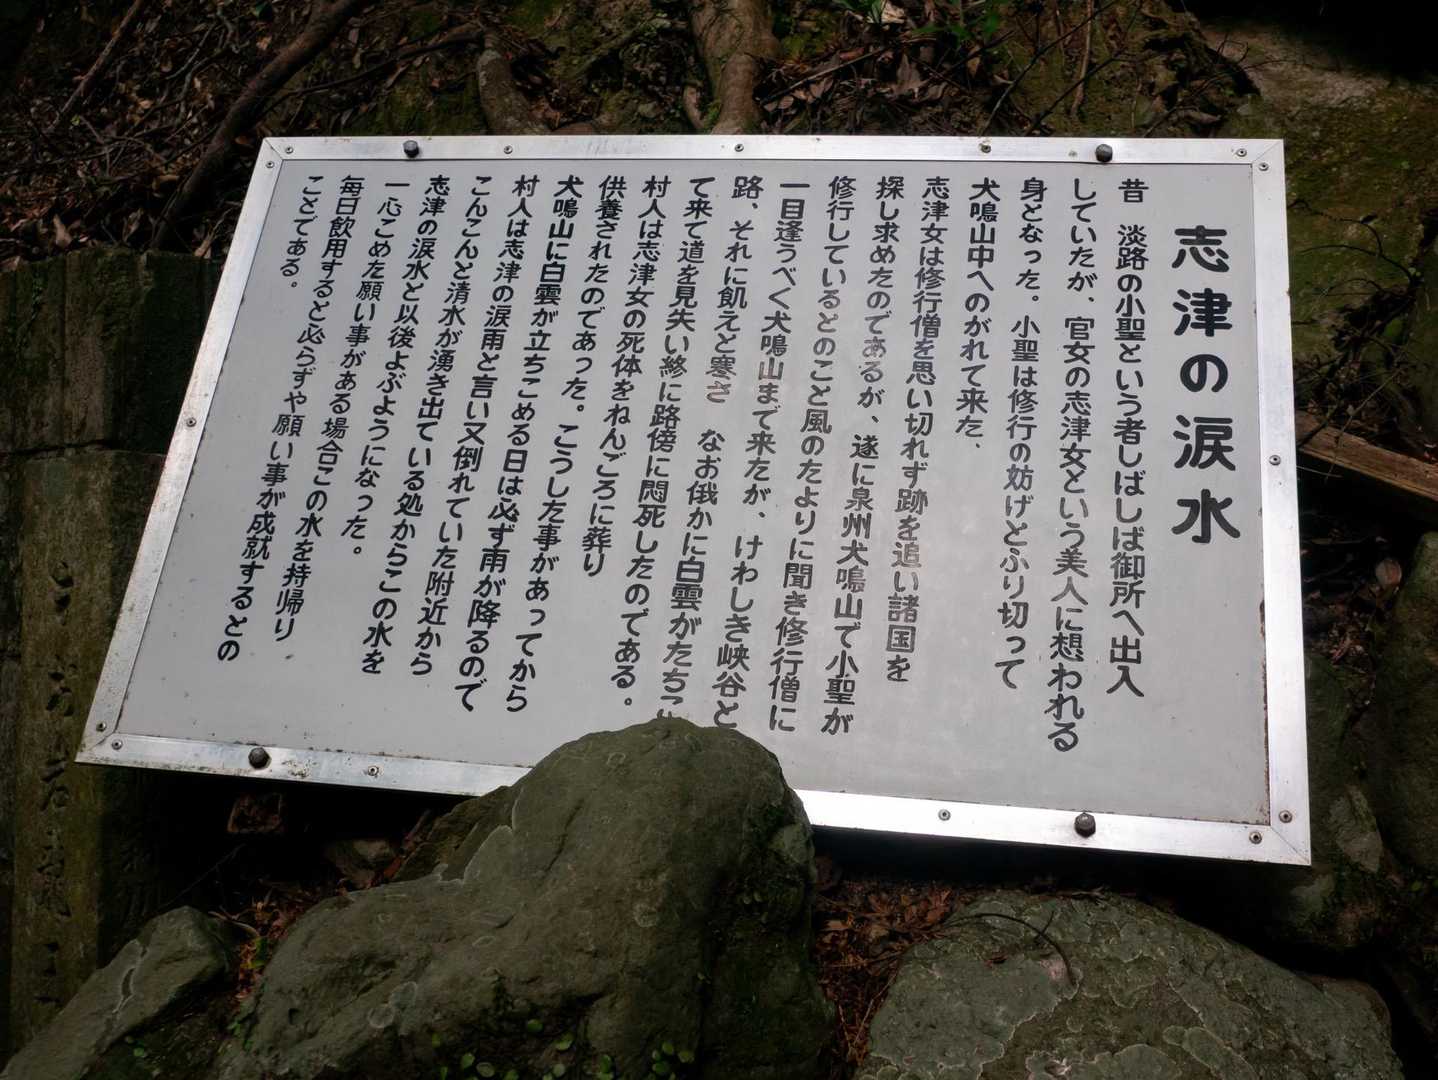 志津の涙水
昔 淡路の小聖という者しばしば御所へ出入
していたが、官女の志津女という美人に想われる
身となった。小聖は修行の妨げとふり切って
犬鳴山中へのがれて来た、
志津女は修行僧を思い切れず跡を追い諸国を
探し求めたのであるが、遂に泉州犬鳴山で小聖が
修行しているとのこと風のたよりに聞き修行僧に
一目逢うべく犬鳴山まで来たが、けわしき峡谷と
路、それに飢えと寒さ なお俄かに白雲がたちこ
て来て道を見失い終に路傍に悶死したのである。
村人は志津女の死体をねんごろに葬り
供養されたのであった。こうした事があってから
犬鳴山に白雲が立ちこめる日は必ず雨が降るので
村人は志津の涙雨と言い又倒れていた附近から
こんこんと清水が湧き出ている処からこの水を
志津の涙水と以後よぶようになった。
一心こめた願い事がある場合この水を持帰り
毎日飲用すると必らずや願い事が成就するとの
ことである。